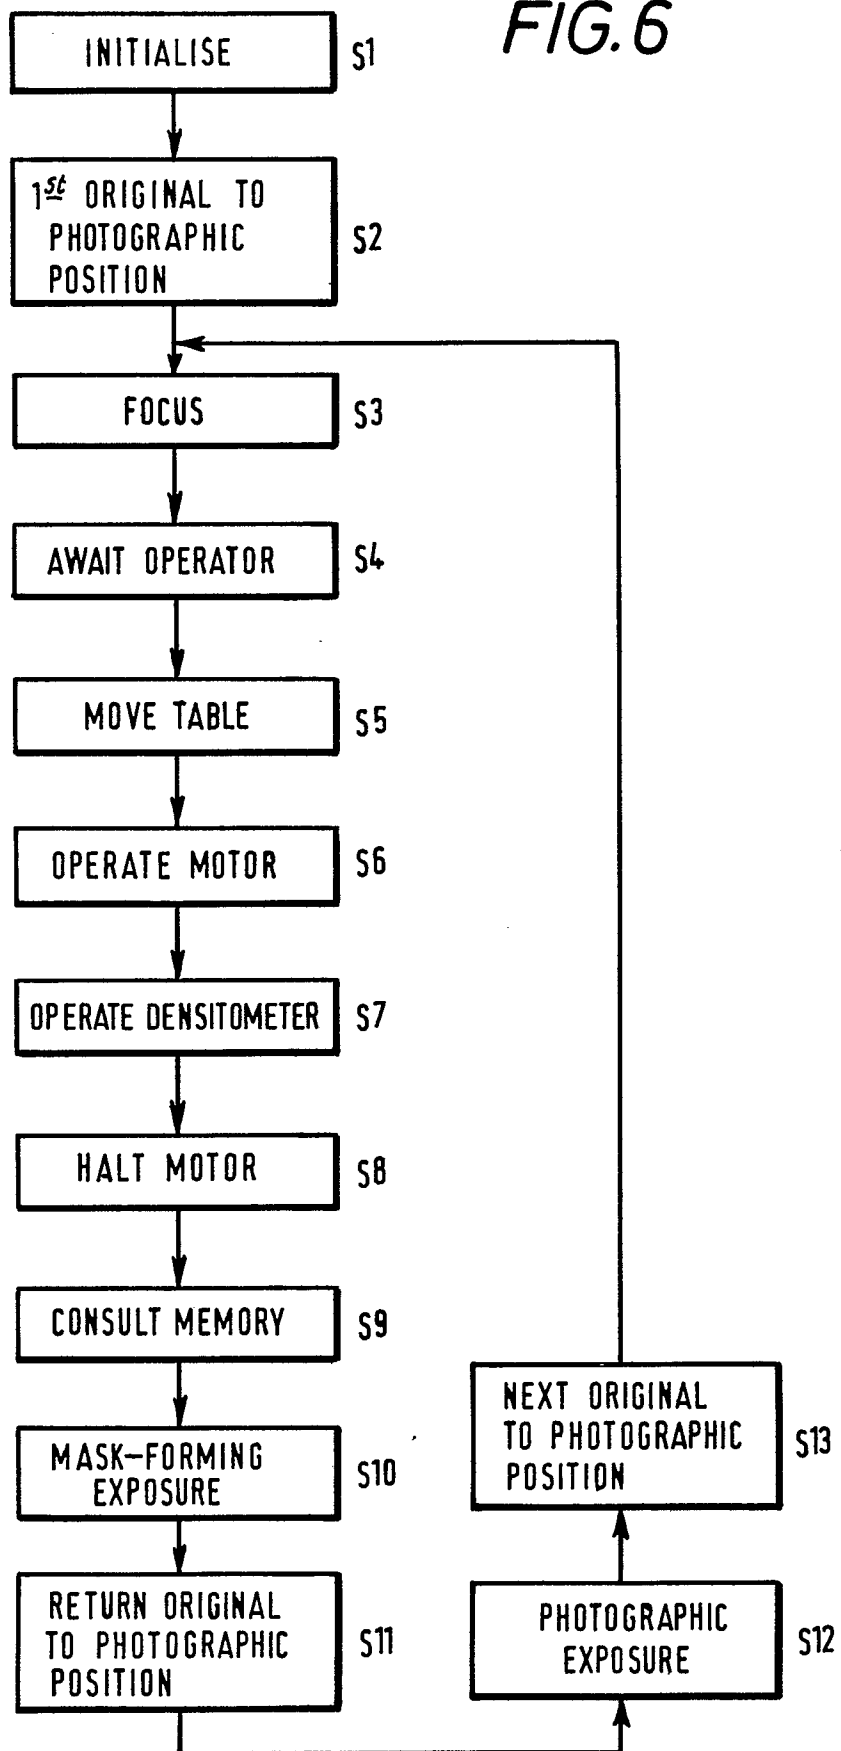 FIG. 6
INITIALISE S1
1st ORIGINAL TO
PHOTOGRAPHIC
POSITION
S2
FOCUS S3
AWAIT OPERATOR S4
MOVE TABLE S5
OPERATE MOTOR S6
OPERATE DENSITOMETER S7
HALT MOTOR S8
CONSULT MEMORY S9
MASK-FORMING
EXPOSURE
S10
RETURN ORIGINAL
TO PHOTOGRAPHIC
POSITION
S11
PHOTOGRAPHIC
EXPOSURE
S12
NEXT ORIGINAL
TO PHOTOGRAPHIC
POSITION
S13